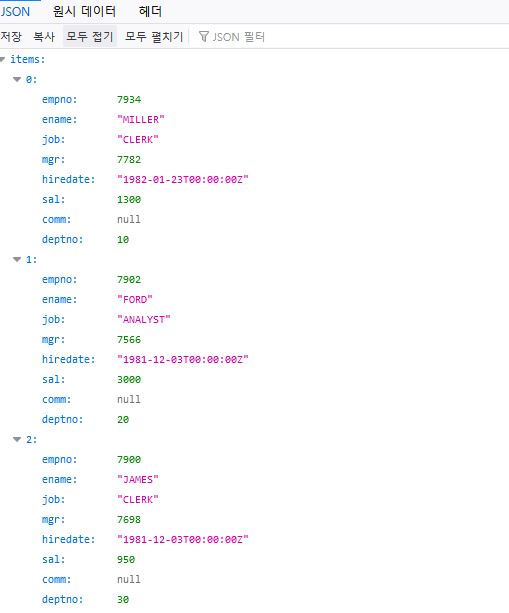 JSON 원시 데이터 헤더
저장 복사 모두 접기 모두 펼치기 JSON 필터
items:
0:
empno: 7934
ename: "MILLER"
job: "CLERK"
mgr: 7782
hiredate: "1982-01-23T00:00:00Z"
sal: 1300
comm: null
deptno: 10
1:
empno: 7902
ename: "FORD"
job: "ANALYST"
mgr: 7566
hiredate: "1981-12-03T00:00:00Z"
sal: 3000
comm: null
deptno: 20
2:
empno: 7900
ename: "JAMES"
job: "CLERK"
mgr: 7698
hiredate: "1981-12-03T00:00:00Z"
sal: 950
comm: null
deptno: 30